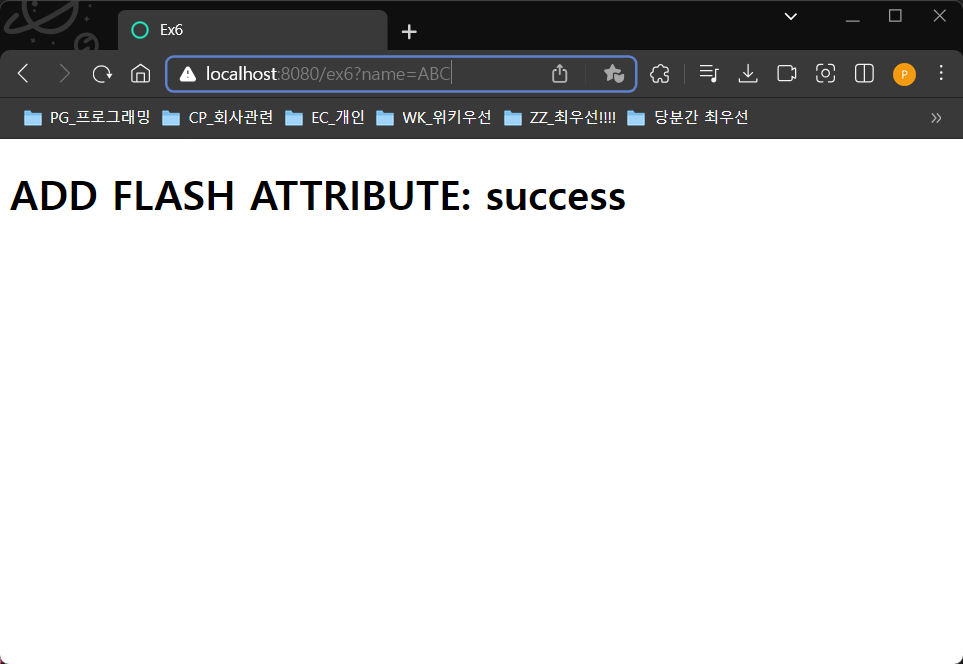 Ex6
localhost:8080/ex6?name=ABC
P
PG_프로그래밍 CP_회사관련 EC_개인 WK_위키우선 ZZ_최우선!!!! 당분간 최우선
ADD FLASH ATTRIBUTE: success